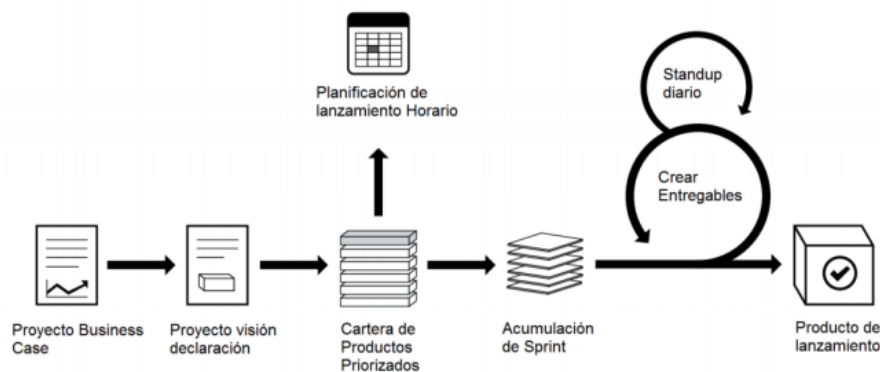 Planificación de
lanzamiento Horario
Standup
diario
Crear
Entregables
Proyecto Business
Case
Proyecto visión
declaración
Cartera de
Productos
Priorizados
Acumulación
de Sprint
Producto de
lanzamiento